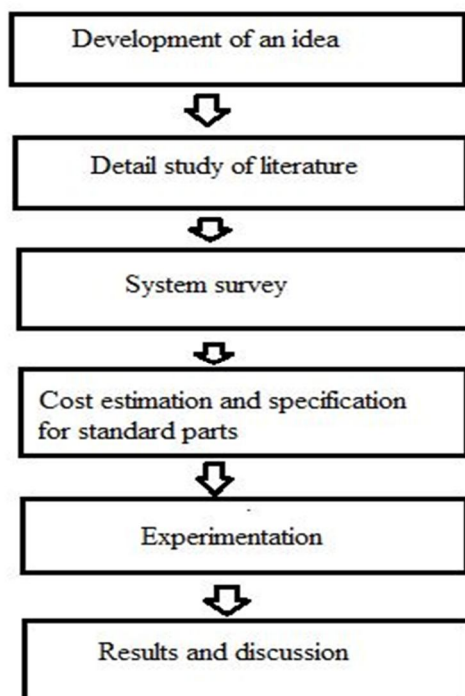 Development of an idea
Detail study of literature
System survey
Cost estimation and specification
for standard parts
Experimentation
Results and discussion